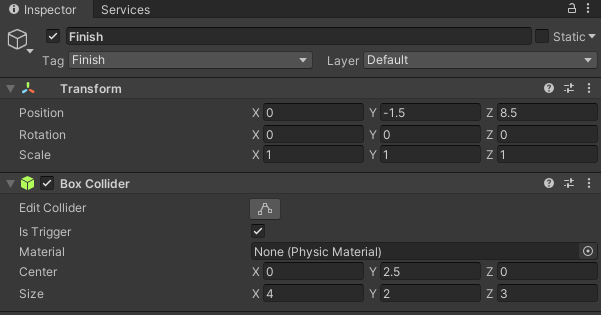 Inspector Services
Finish Static
Tag Finish Layer Default
Transform
Position X 0 Y -1.5 Z 8.5
Rotation X 0 Y 0 Z 0
Scale X 1 Y 1 Z 1
Box Collider
Edit Collider
Is Trigger
Material None (Physic Material)
Center X 0 Y 2.5 Z 0
Size X 4 Y 2 Z 3